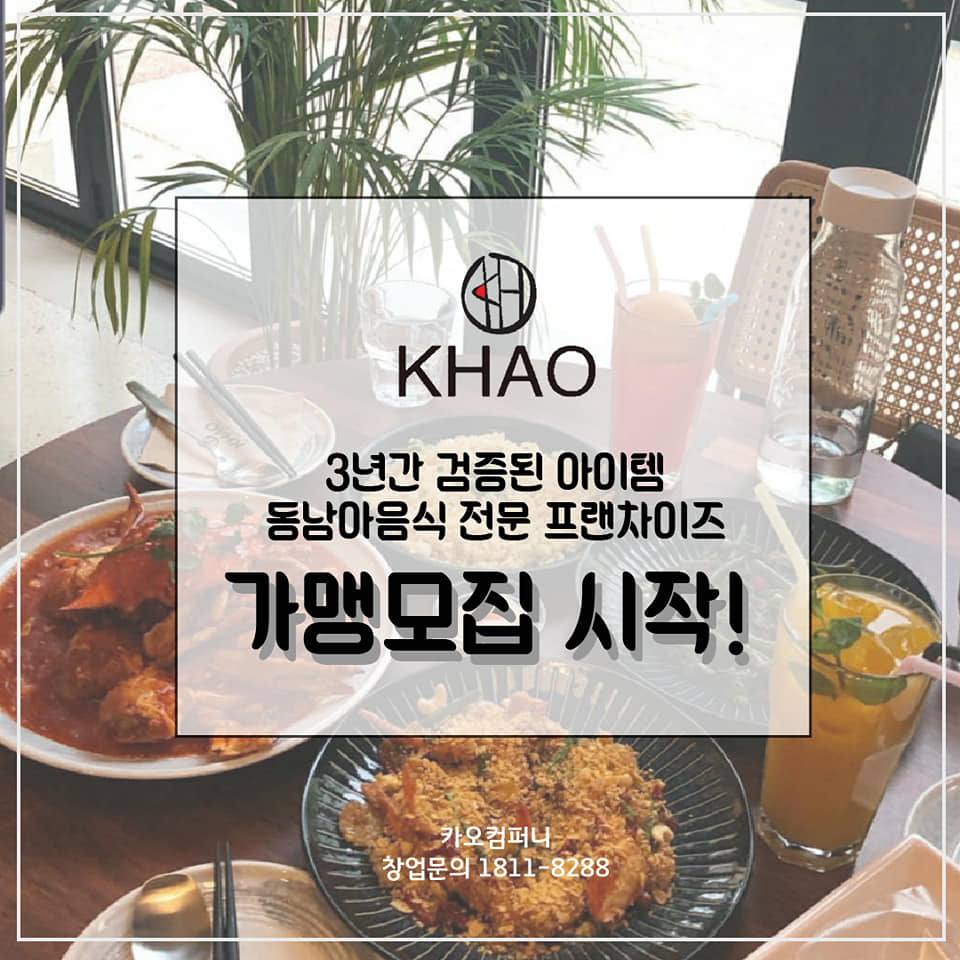 KH
KHAO
3년간 검증된 아이템
동남아음식 전문 프랜차이즈
가맹모집 시작!
카오컴퍼니
창업문의 1811-8288